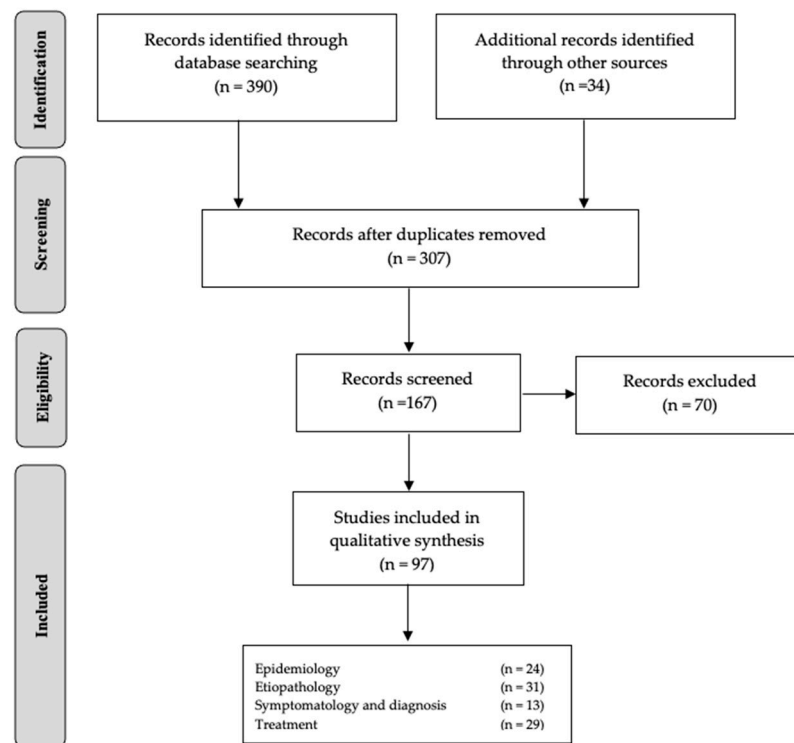 Identification
Records identified through
database searching
(n = 390)
Additional records identified
through other sources
(n =34)
Screening
Records after duplicates removed
(n = 307)
Eligibility
Records screened
(n =167)
Records excluded
(n = 70)
Included
Studies included in
qualitative synthesis
(n = 97)
Epidemiology (n = 24)
Etiopathology (n = 31)
Symptomatology and diagnosis (n = 13)
Treatment (n = 29)